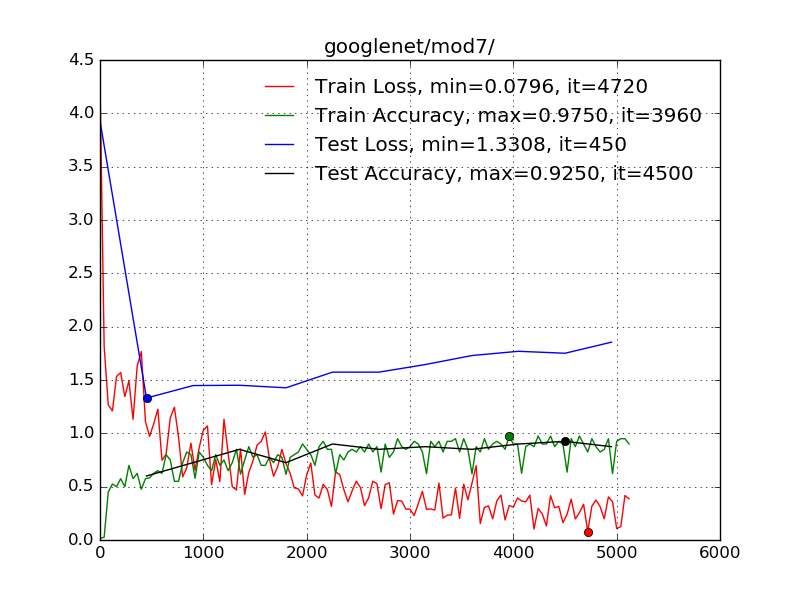 googlenet/mod7/
4.5
4.0
3.5
3.0
2.5
2.0
1.5
1.0
0.5
0.0
Train Loss, min=0.0796, it=4720
Train Accuracy, max=0.9750, it=3960
Test Loss, min=1.3308, it=450
Test Accuracy, max=0.9250, it=4500
0 1000 2000 3000 4000 5000 6000